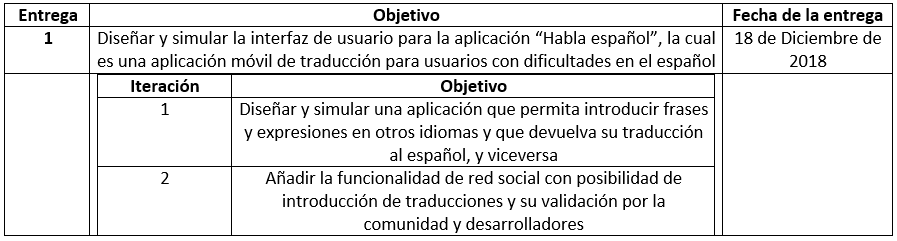 Entrega Objetivo Fecha de la entrega
1 Diseñar y simular la interfaz de usuario para la aplicación “Habla español”, la cual 18 de Diciembre de
es una aplicación móvil de traducción para usuarios con dificultades en el español 2018
Iteración Objetivo
1 Diseñar y simular una aplicación que permita introducir frases
y expresiones en otros idiomas y que devuelva su traducción
al español, y viceversa
2 Añadir la funcionalidad de red social con posibilidad de
introducción de traducciones y su validación por la
comunidad y desarrolladores